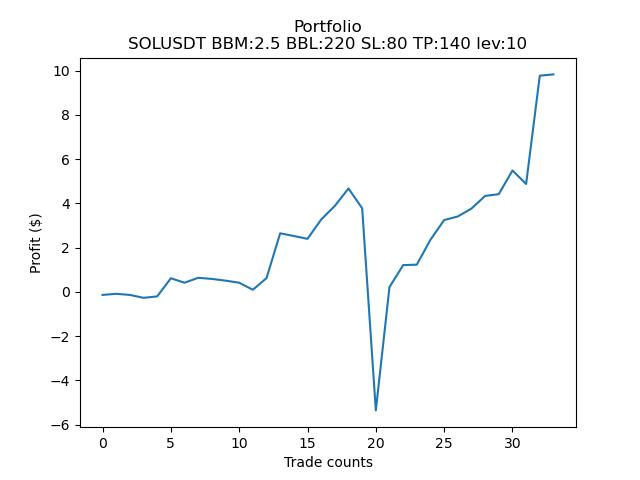 Portfolio
SOLUSDT BBM:2.5 BBL:220 SL:80 TP:140 lev:10
10
8
6
4
2
0
−2
−4
−6
Profit ($)
0 5 10 15 20 25 30
Trade counts